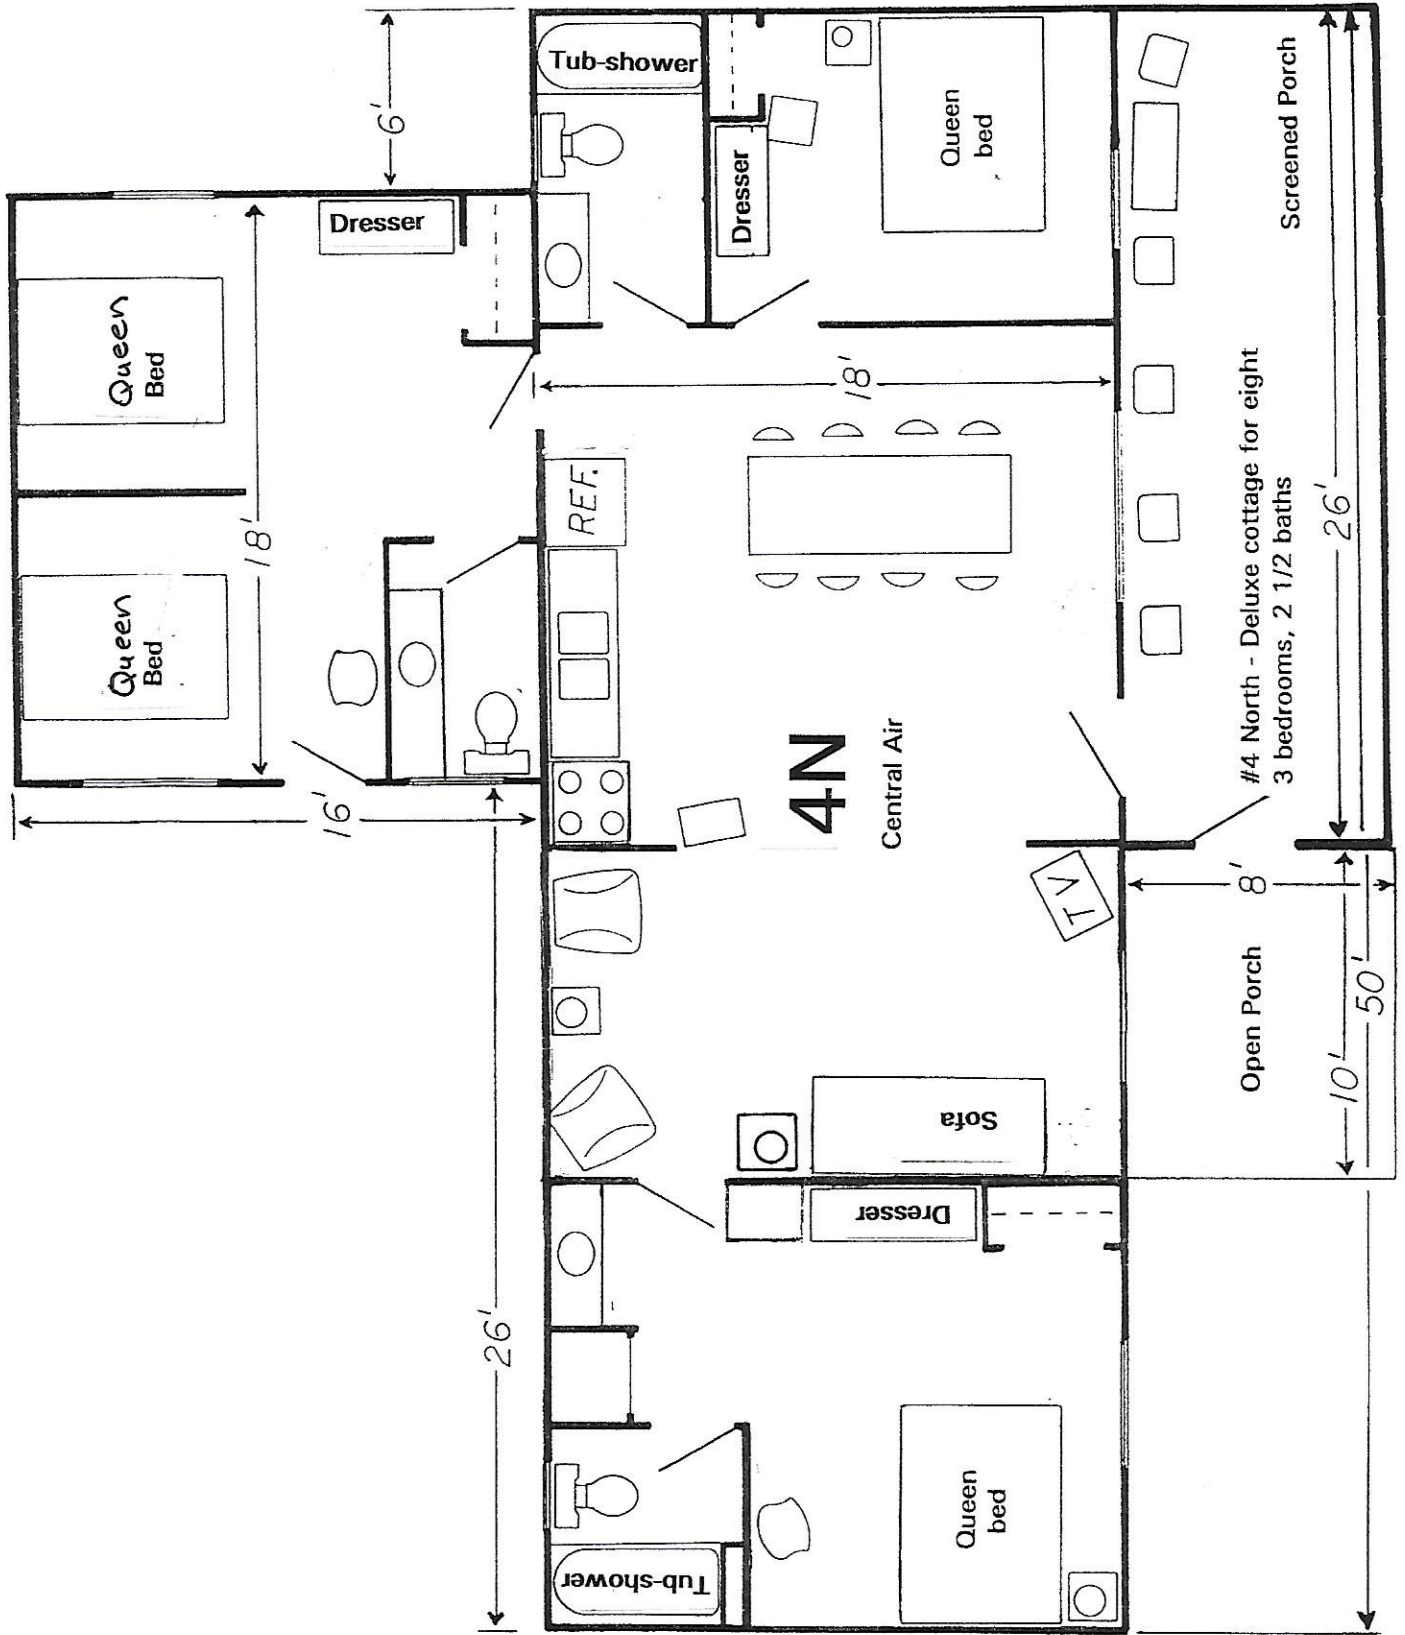 Tub-shower
6'
Dresser
Queen
Bed
Queen
Bed
18'
16'
Dresser
Queen
bed
Screened Porch
18'
REF.
4N
Central Air
#4 North - Deluxe cottage for eight
3 bedrooms, 2 1/2 baths
26'
TV
8'
Open Porch
10'
50'
Sofa
Dresser
26'
Queen
bed
Tub-shower